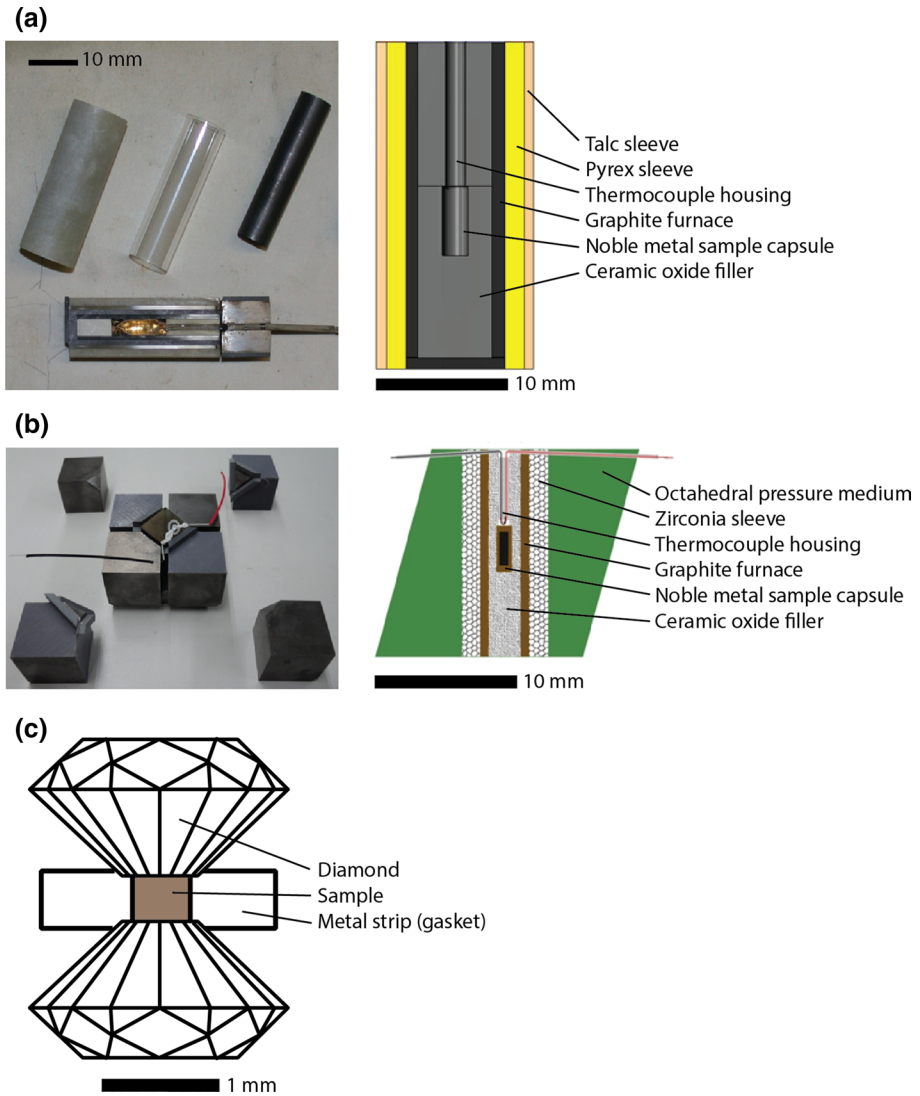 (a)
10 mm
Talc sleeve
Pyrex sleeve
Thermocouple housing
Graphite furnace
Noble metal sample capsule
Ceramic oxide filler
10 mm
(b)
Octahedral pressure medium
Zirconia sleeve
Thermocouple housing
Graphite furnace
Noble metal sample capsule
Ceramic oxide filler
10 mm
(c)
Diamond
Sample
Metal strip (gasket)
1 mm